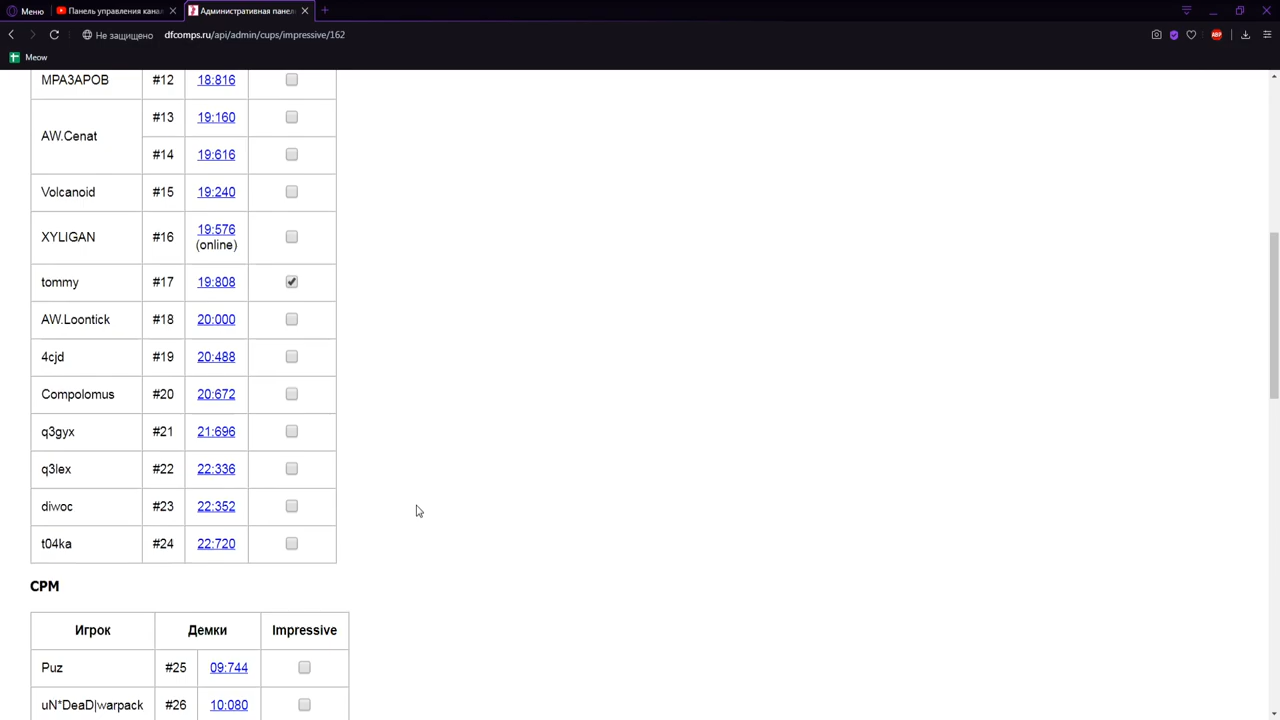 Меню
Панель управления кана
Административная панель
Не защищено
dfcomps.ru/api/admin/cups/impressive/162
ABP
Meow
МРАЗАРОВ #12 18:816
AW.Cenat #13 19:160
#14 19:616
Volcanoid #15 19:240
XYLIGAN #16 19:576
(online)
tommy #17 19:808
AW.Loontick #18 20:000
4cjd #19 20:488
Compolomus #20 20:672
q3gyx #21 21:696
q3lex #22 22:336
diwoc #23 22:352
t04ka #24 22:720
CPM
Игрок Демки Impressive
Puz #25 09:744
uN*DeaD|warpack #26 10:080